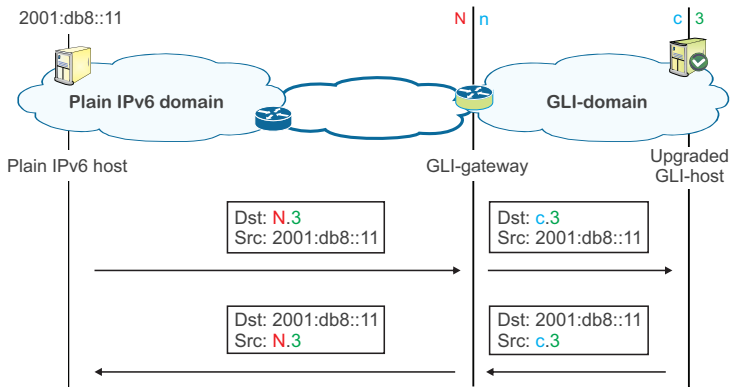 2001:db8::11
N n
c 3
Plain IPv6 domain
GLI-domain
Plain IPv6 host
GLI-gateway
Upgraded
GLI-host
Dst: N.3
Src: 2001:db8::11
Dst: c.3
Src: 2001:db8::11
Dst: 2001:db8::11
Src: N.3
Dst: 2001:db8::11
Src: c.3